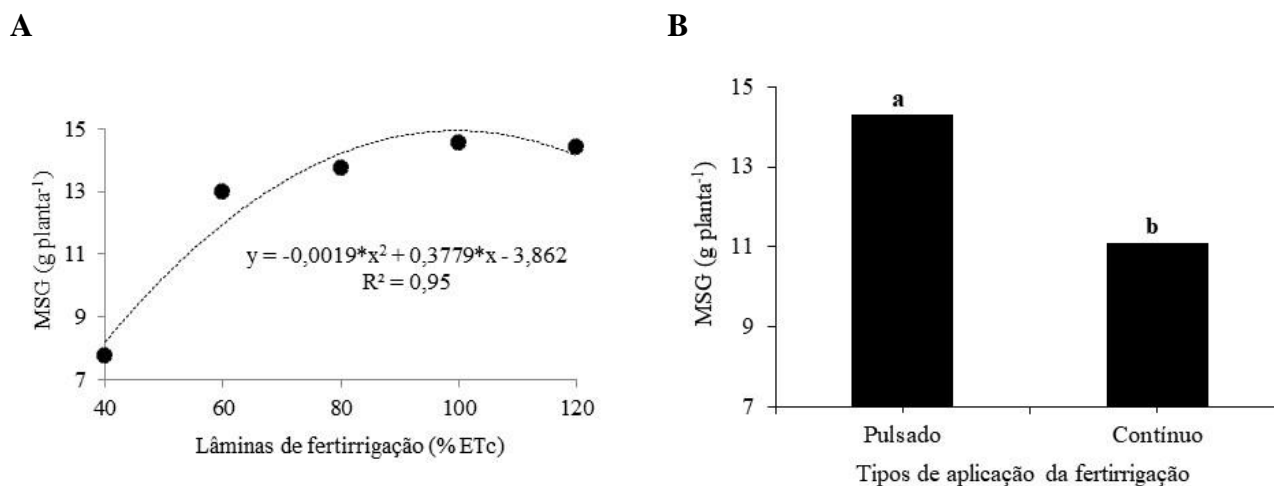 A
MSG (g planta⁻¹)
15
13
11
9
7
y = -0,0019*x² + 0,3779*x - 3,862
R² = 0,95
40
60
80
100
120
Lâminas de fertirrigação (% ETc)
B
MSG (g planta⁻¹)
15
13
11
9
7
a
b
Pulsado
Contínuo
Tipos de aplicação da fertirrigação